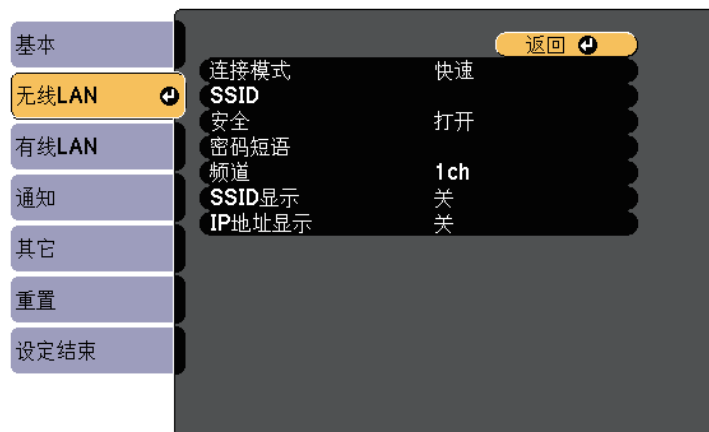 基本
无线LAN
有线LAN
通知
其它
重置
设定结束
返回
连接模式 快速
SSID
安全 打开
密码短语
频道 1ch
SSID显示 关
IP地址显示 关